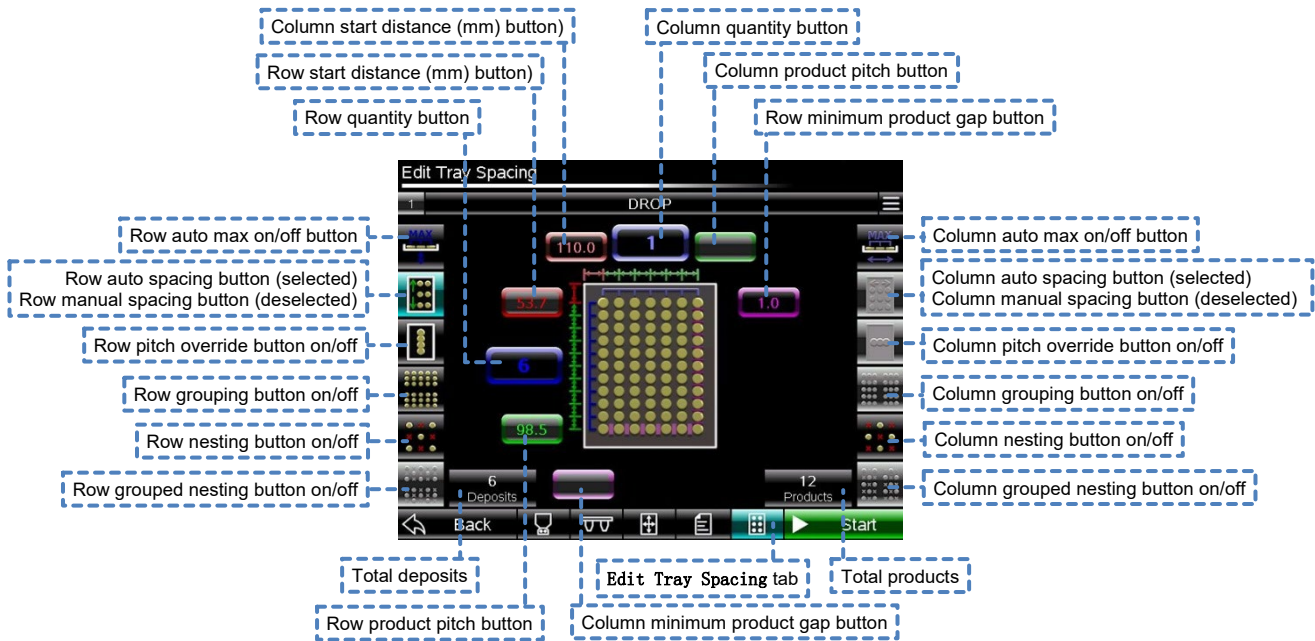 Column start distance (mm) button)
Column quantity button
Row start distance (mm) button)
Column product pitch button
Row quantity button
Row minimum product gap button
Edit Tray Spacing
1
DROP
Row auto max on/off button
MAX
110.0
1
MAX
Column auto max on/off button
Row auto spacing button (selected)
Row manual spacing button (deselected)
53.7
1.0
Column auto spacing button (selected)
Column manual spacing button (deselected)
Row pitch override button on/off
6
Column pitch override button on/off
Row grouping button on/off
Column grouping button on/off
Row nesting button on/off
98.5
Column nesting button on/off
Row grouped nesting button on/off
6
Deposits
12
Products
Column grouped nesting button on/off
Back
Start
Total deposits
Edit Tray Spacing tab
Total products
Row product pitch button
Column minimum product gap button